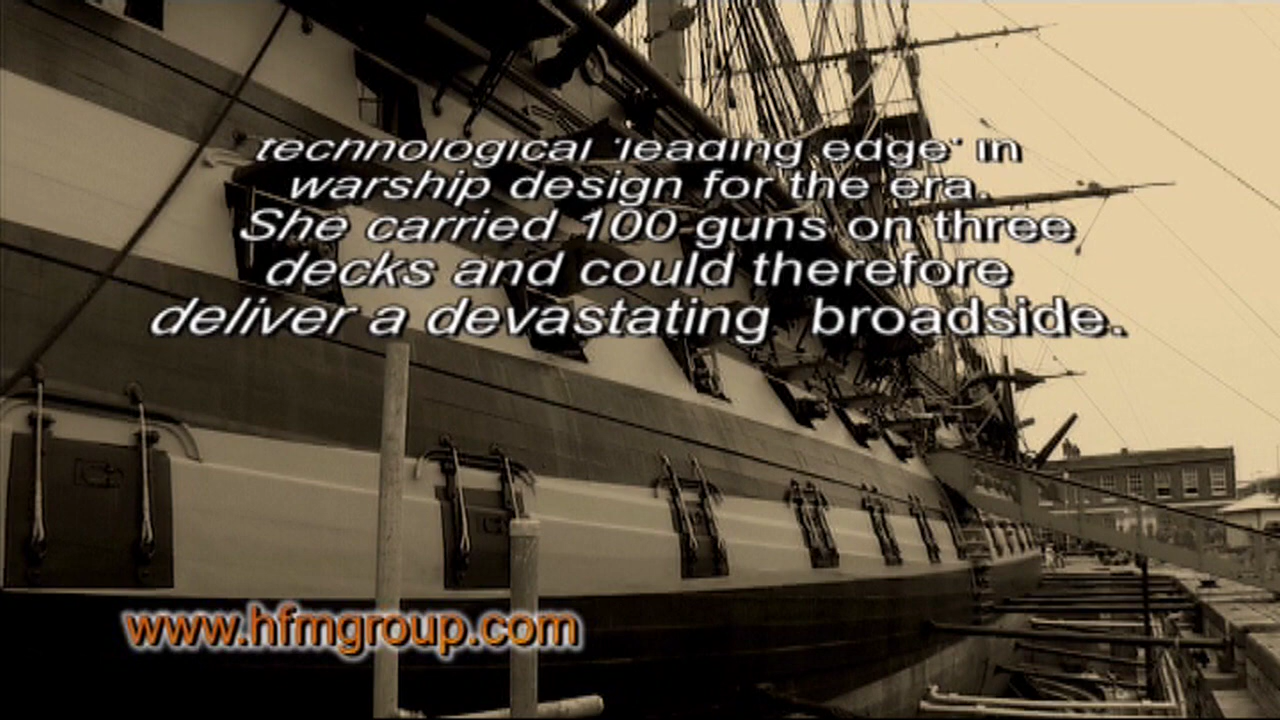 technological 'leading edge' in
warship design for the era.
She carried 100 guns on three
decks and could therefore
deliver a devastating broadside.
www.hfmgroup.com